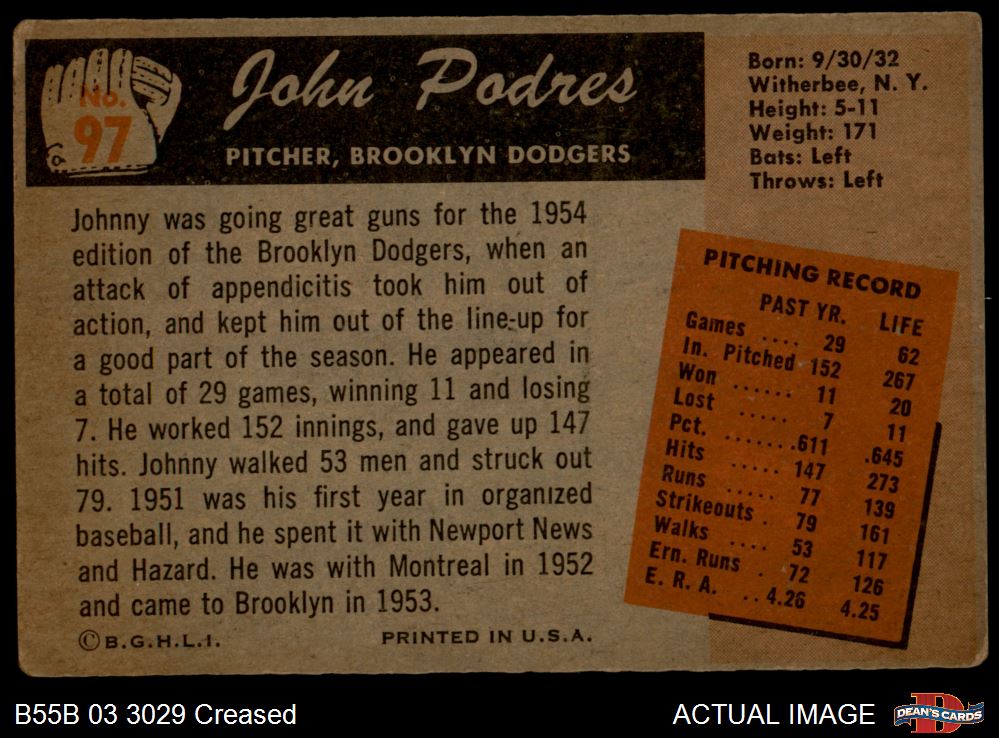 No.
97
John Podres
PITCHER, BROOKLYN DODGERS
Born: 9/30/32
Witherbee, N. Y.
Height: 5-11
Weight: 171
Bats: Left
Throws: Left
Johnny was going great guns for the 1954
edition of the Brooklyn Dodgers, when an
attack of appendicitis took him out of
action, and kept him out of the line-up for
a good part of the season. He appeared in
a total of 29 games, winning 11 and losing
7. He worked 152 innings, and gave up 147
hits. Johnny walked 53 men and struck out
79. 1951 was his first year in organized
baseball, and he spent it with Newport News
and Hazard. He was with Montreal in 1952
and came to Brooklyn in 1953.
©B.G.H.L.I. PRINTED IN U.S.A.
PITCHING RECORD
PAST YR. LIFE
Games .... 29 62
In. Pitched 152 267
Won ...... 11 20
Lost ..... 7 11
Pct. .......611 .645
Hits ..... 147 273
Runs ..... 77 139
Strikeouts . 79 161
Walks .... 53 117
Ern. Runs . 72 126
E. R. A. ..4.26 4.25
B55B 03 3029 Creased
ACTUAL IMAGE
D
DEAN'S CARDS